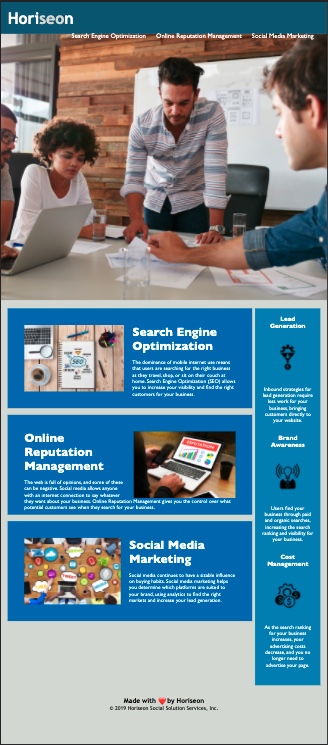 Horiseon
Search Engine Optimization Online Reputation Management Social Media Marketing
Search Engine
Optimization
The dominance of mobile internet use means
that users are searching for the right business
as they travel, shop, or sit on their couch at
home. Search Engine Optimization (SEO) allows
you to increase your visibility and find the right
customers for your business.
SEO
Online
Reputation
Management
The web is full of opinions, and some of these
can be negative. Social media allows anyone
with an internet connection to say whatever
they want about your business. Online Reputation Management gives you the control over what
potential customers see when they search for your business.
REPUTATION
Social Media
Marketing
Social media continues to have a sizable influence
on buying habits. Social media marketing helps
you determine which platforms are suited to
your brand, using analytics to find the right
markets and increase your lead generation.
TWEET
Lead
Generation
Inbound strategies for
lead generation require
less work for your
business, bringing
customers directly to
your website.
Brand
Awareness
Users find your
business through paid
and organic searches,
increasing the search
ranking and visibility for
your business.
Cost
Management
As the search ranking
for your business
increases, your
advertising costs
decrease, and you no
longer need to
advertise your page.
Made with ❤️ by Horiseon
© 2019 Horiseon Social Solution Services, Inc.